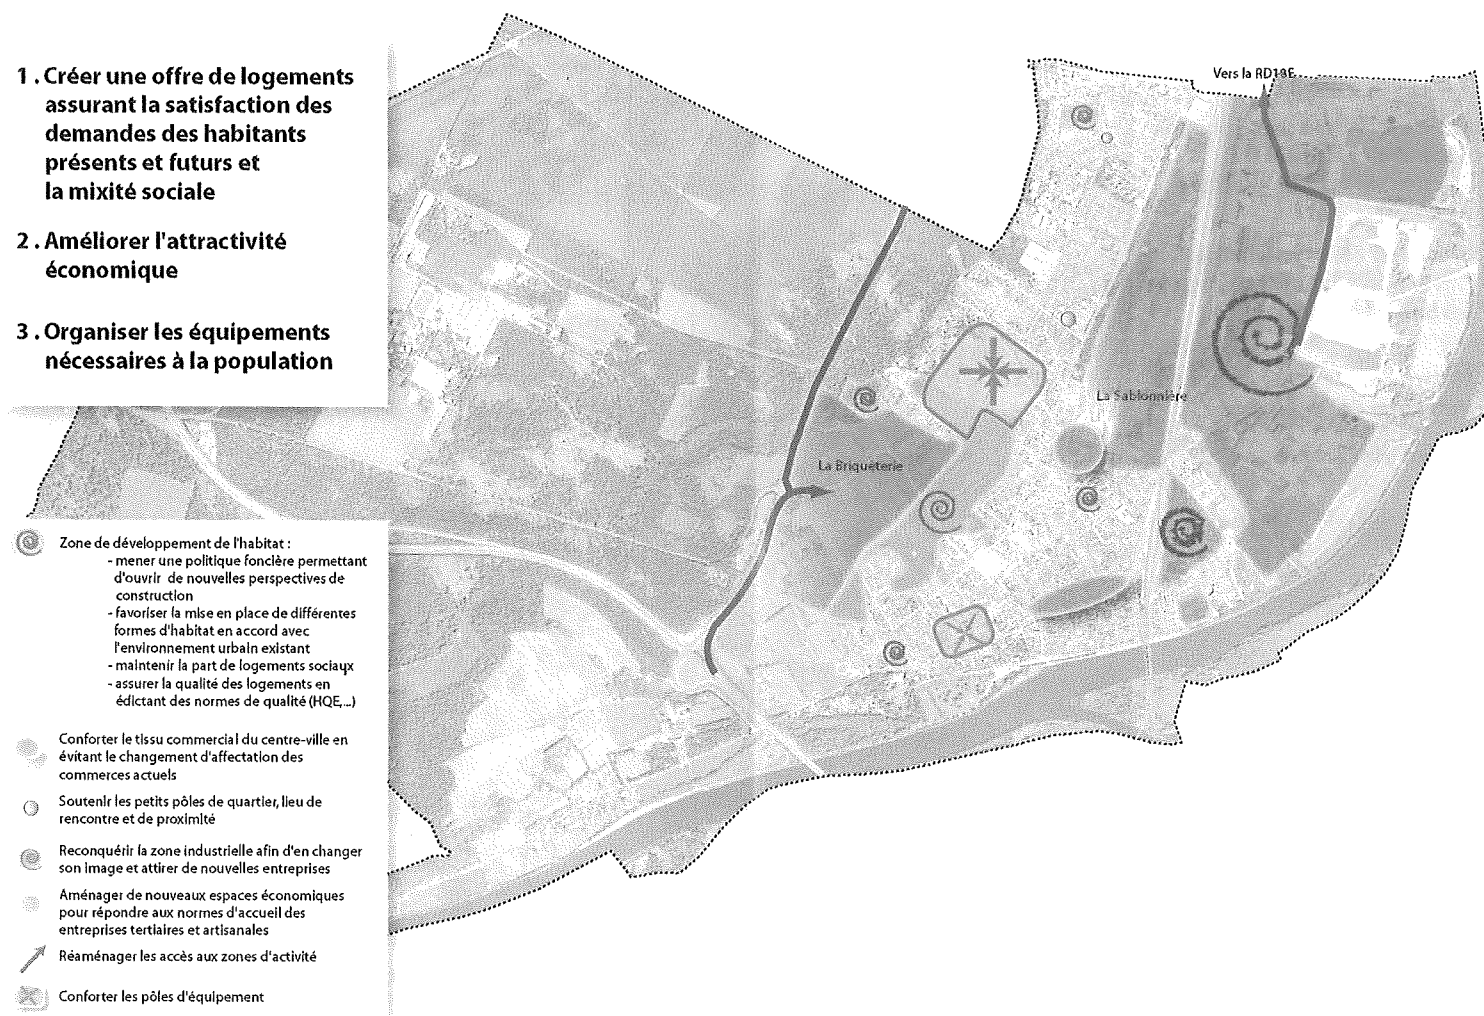 1. Créer une offre de logements
assurant la satisfaction des
demandes des habitants
présents et futurs et
la mixité sociale
2. Améliorer l'attractivité
économique
3. Organiser les équipements
nécessaires à la population
Zone de développement de l'habitat :
- mener une politique foncière permettant
d'ouvrir de nouvelles perspectives de
construction
- favoriser la mise en place de différentes
formes d'habitat en accord avec
l'environnement urbain existant
- maintenir la part de logements sociaux
- assurer la qualité des logements en
édictant des normes de qualité (HQE,...)
Conforter le tissu commercial du centre-ville en
évitant le changement d'affectation des
commerces actuels
Soutenir les petits pôles de quartier, lieu de
rencontre et de proximité
Reconquérir la zone industrielle afin d'en changer
son image et attirer de nouvelles entreprises
Aménager de nouveaux espaces économiques
pour répondre aux normes d'accueil des
entreprises tertiaires et artisanales
Réaménager les accès aux zones d'activité
Conforter les pôles d'équipement
Vers la RD18E
La Sablonnière
La Briqueterie